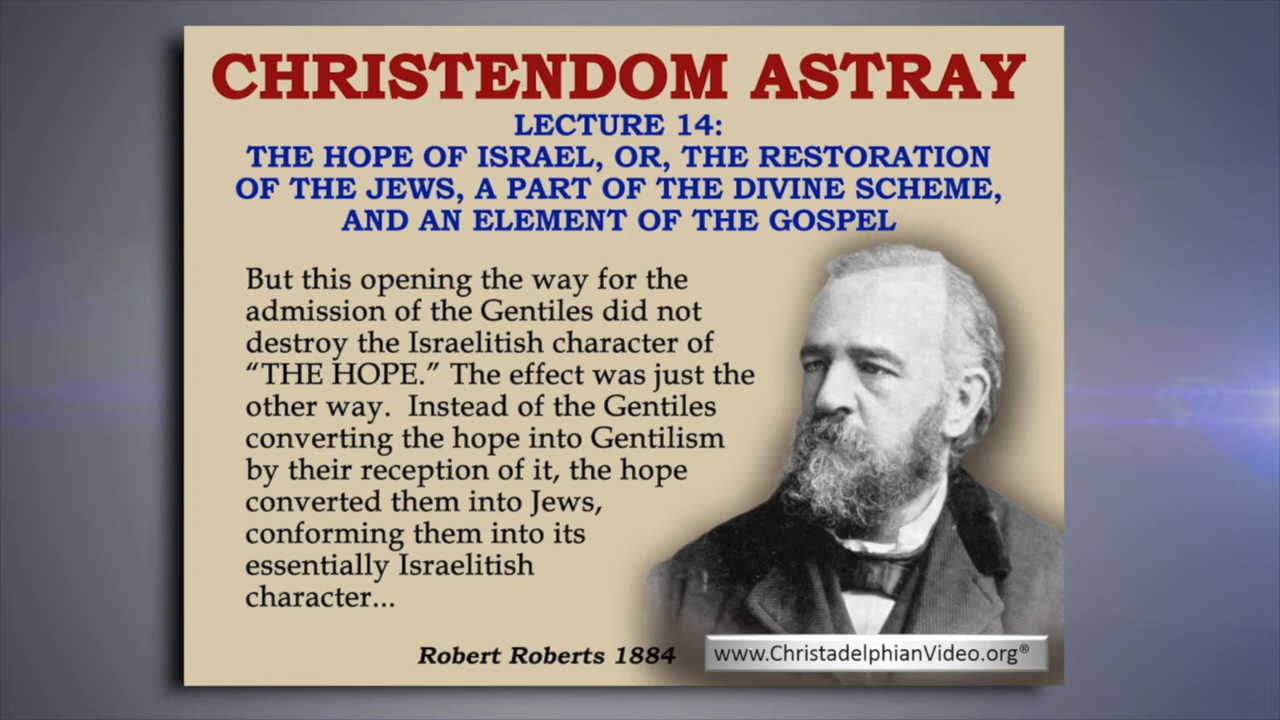 CHRISTENDOM ASTRAY
LECTURE 14:
THE HOPE OF ISRAEL, OR, THE RESTORATION
OF THE JEWS, A PART OF THE DIVINE SCHEME,
AND AN ELEMENT OF THE GOSPEL
But this opening the way for the
admission of the Gentiles did not
destroy the Israelitish character of
“THE HOPE.” The effect was just the
other way. Instead of the Gentiles
converting the hope into Gentilism
by their reception of it, the hope
converted them into Jews,
conforming them into its
essentially Israelitish
character...
Robert Roberts 1884
www.ChristadelphianVideo.org®